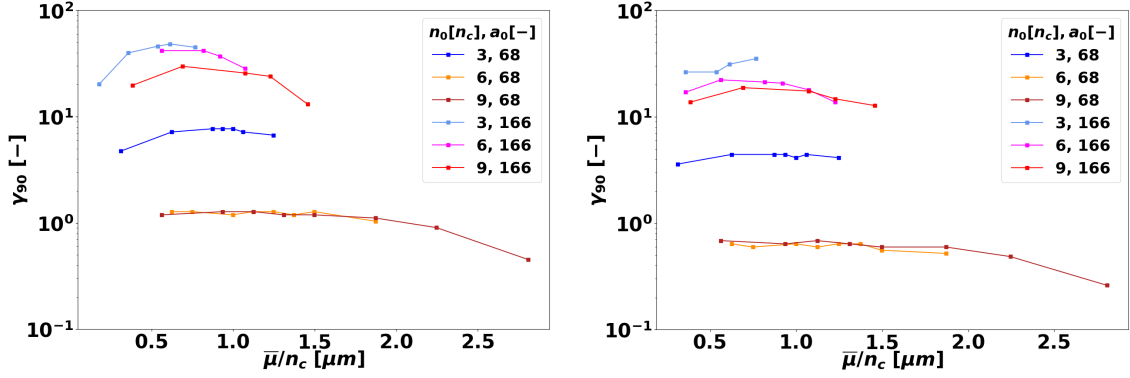 10²
10¹
10⁰
10⁻¹
γ₉₀ [−]
0.5 1.0 1.5 2.0 2.5
μ̅/n_c [μm]
n₀[n_c], a₀[−]
3, 68
6, 68
9, 68
3, 166
6, 166
9, 166
10²
10¹
10⁰
10⁻¹
γ₉₀ [−]
0.5 1.0 1.5 2.0 2.5
μ̅/n_c [μm]
n₀[n_c], a₀[−]
3, 68
6, 68
9, 68
3, 166
6, 166
9, 166